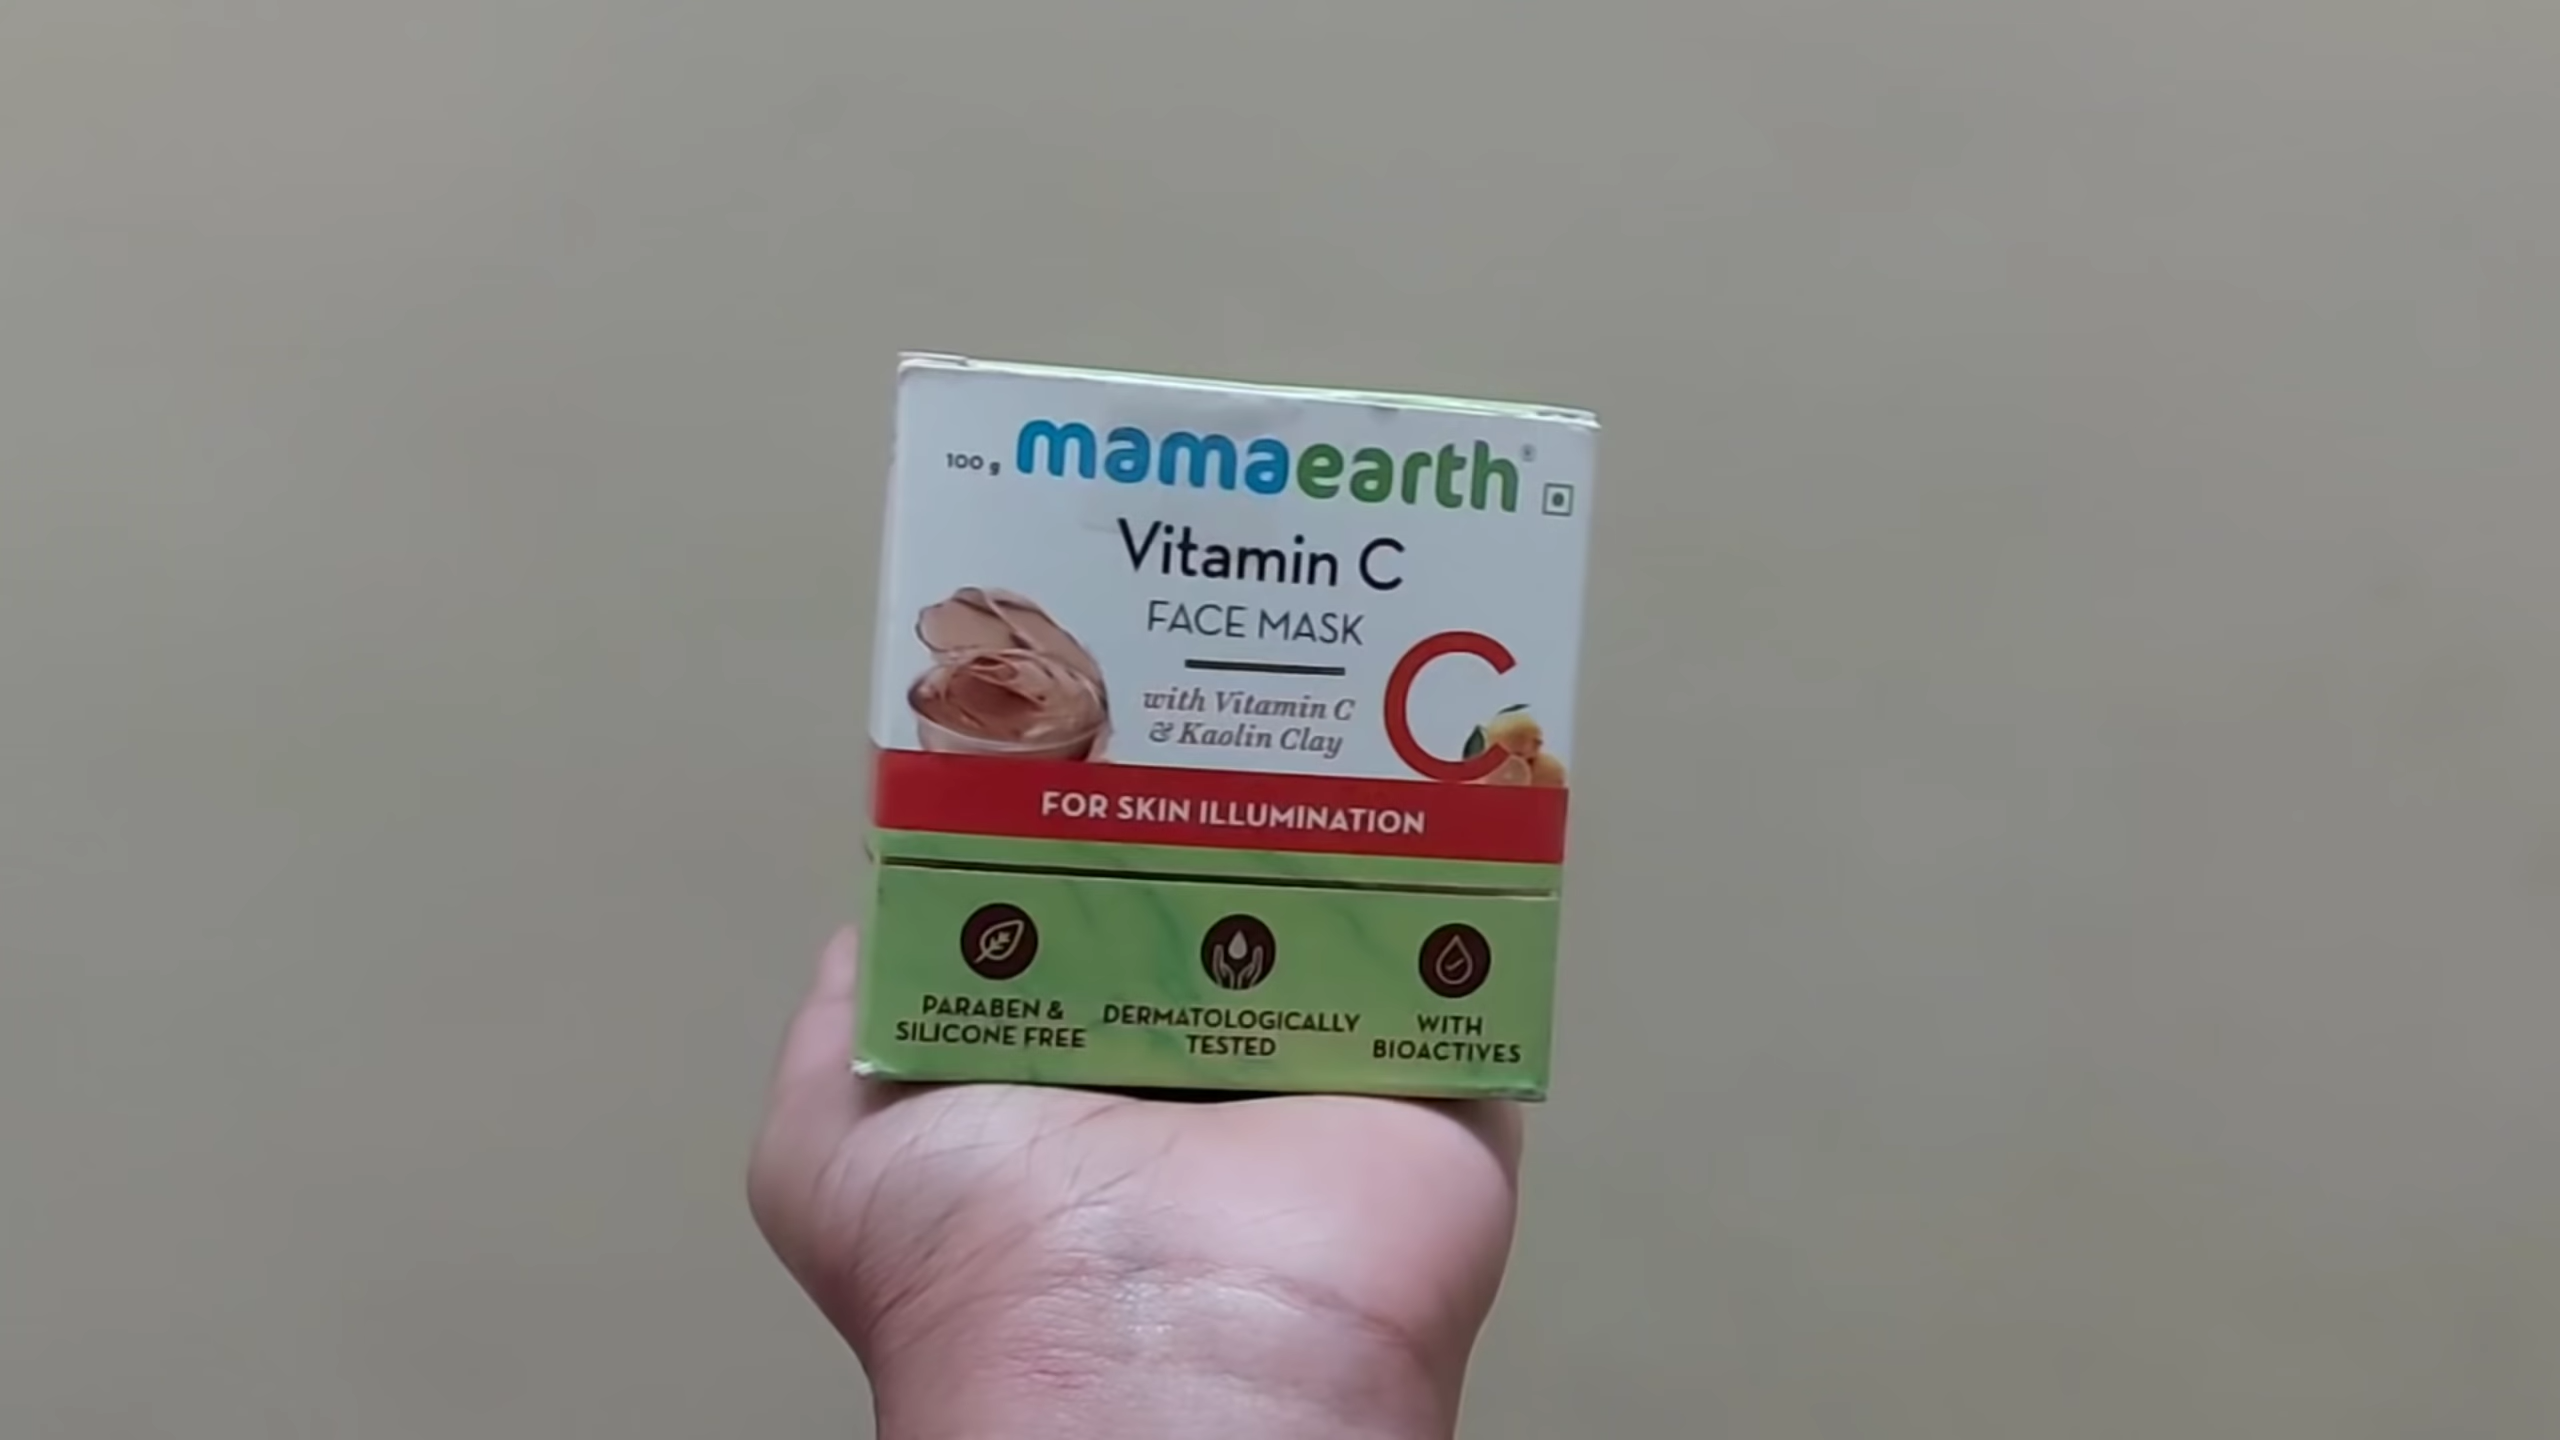 100 g mamaearth®
Vitamin C
FACE MASK
with Vitamin C
& Kaolin Clay
C
FOR SKIN ILLUMINATION
PARABEN &
SILICONE FREE
DERMATOLOGICALLY
TESTED
WITH
BIOACTIVES